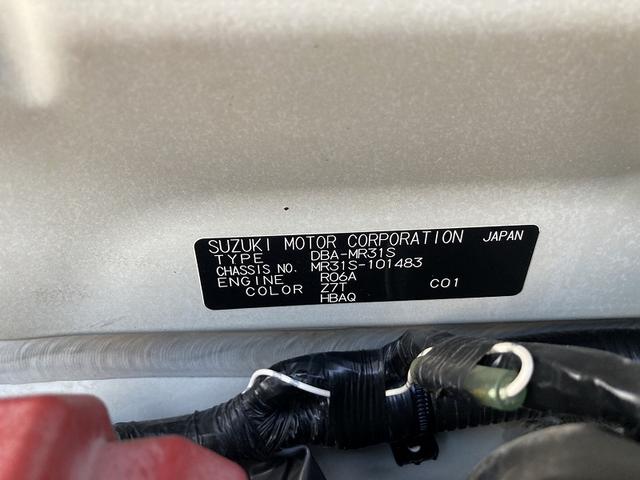 SUZUKI MOTOR CORPORATION JAPAN
TYPE DBA-MR31S
CHASSIS NO. MR31S-101483
ENGINE R06A
COLOR Z7T C01
HBAQ